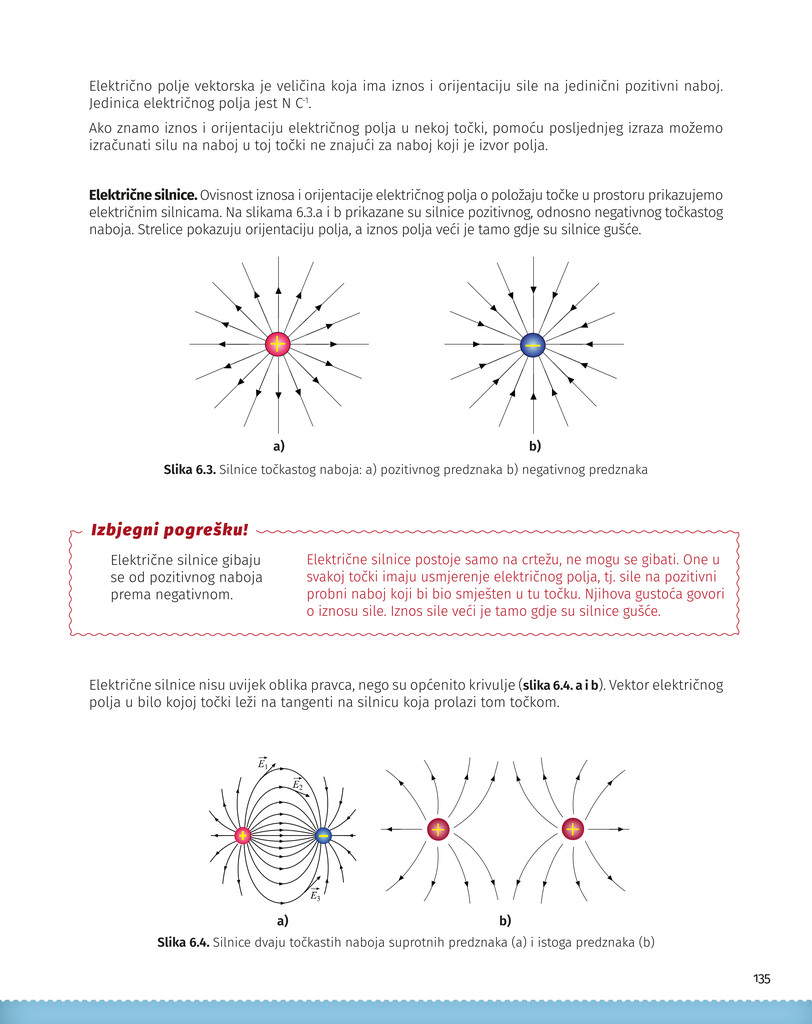 Električno polje vektorska je veličina koja ima iznos i orijentaciju sile na jedinični pozitivni naboj.
Jedinica električnog polja jest N C⁻¹.
Ako znamo iznos i orijentaciju električnog polja u nekoj točki, pomoću posljednjeg izraza možemo
izračunati silu na naboj u toj točki ne znajući za naboj koji je izvor polja.
Električne silnice. Ovisnost iznosa i orijentacije električnog polja o položaju točke u prostoru prikazujemo
električnim silnicama. Na slikama 6.3.a i b prikazane su silnice pozitivnog, odnosno negativnog točkastog
naboja. Strelice pokazuju orijentaciju polja, a iznos polja veći je tamo gdje su silnice gušće.
+
−
a)
b)
Slika 6.3. Silnice točkastog naboja: a) pozitivnog predznaka b) negativnog predznaka
Izbjegni pogrešku!
Električne silnice gibaju
se od pozitivnog naboja
prema negativnom.
Električne silnice postoje samo na crtežu, ne mogu se gibati. One u
svakoj točki imaju usmjerenje električnog polja, tj. sile na pozitivni
probni naboj koji bi bio smješten u tu točku. Njihova gustoća govori
o iznosu sile. Iznos sile veći je tamo gdje su silnice gušće.
Električne silnice nisu uvijek oblika pravca, nego su općenito krivulje (slika 6.4. a i b). Vektor električnog
polja u bilo kojoj točki leži na tangenti na silnicu koja prolazi tom točkom.
E₁
E₂
+
−
+
+
E₃
a)
b)
Slika 6.4. Silnice dvaju točkastih naboja suprotnih predznaka (a) i istoga predznaka (b)
135